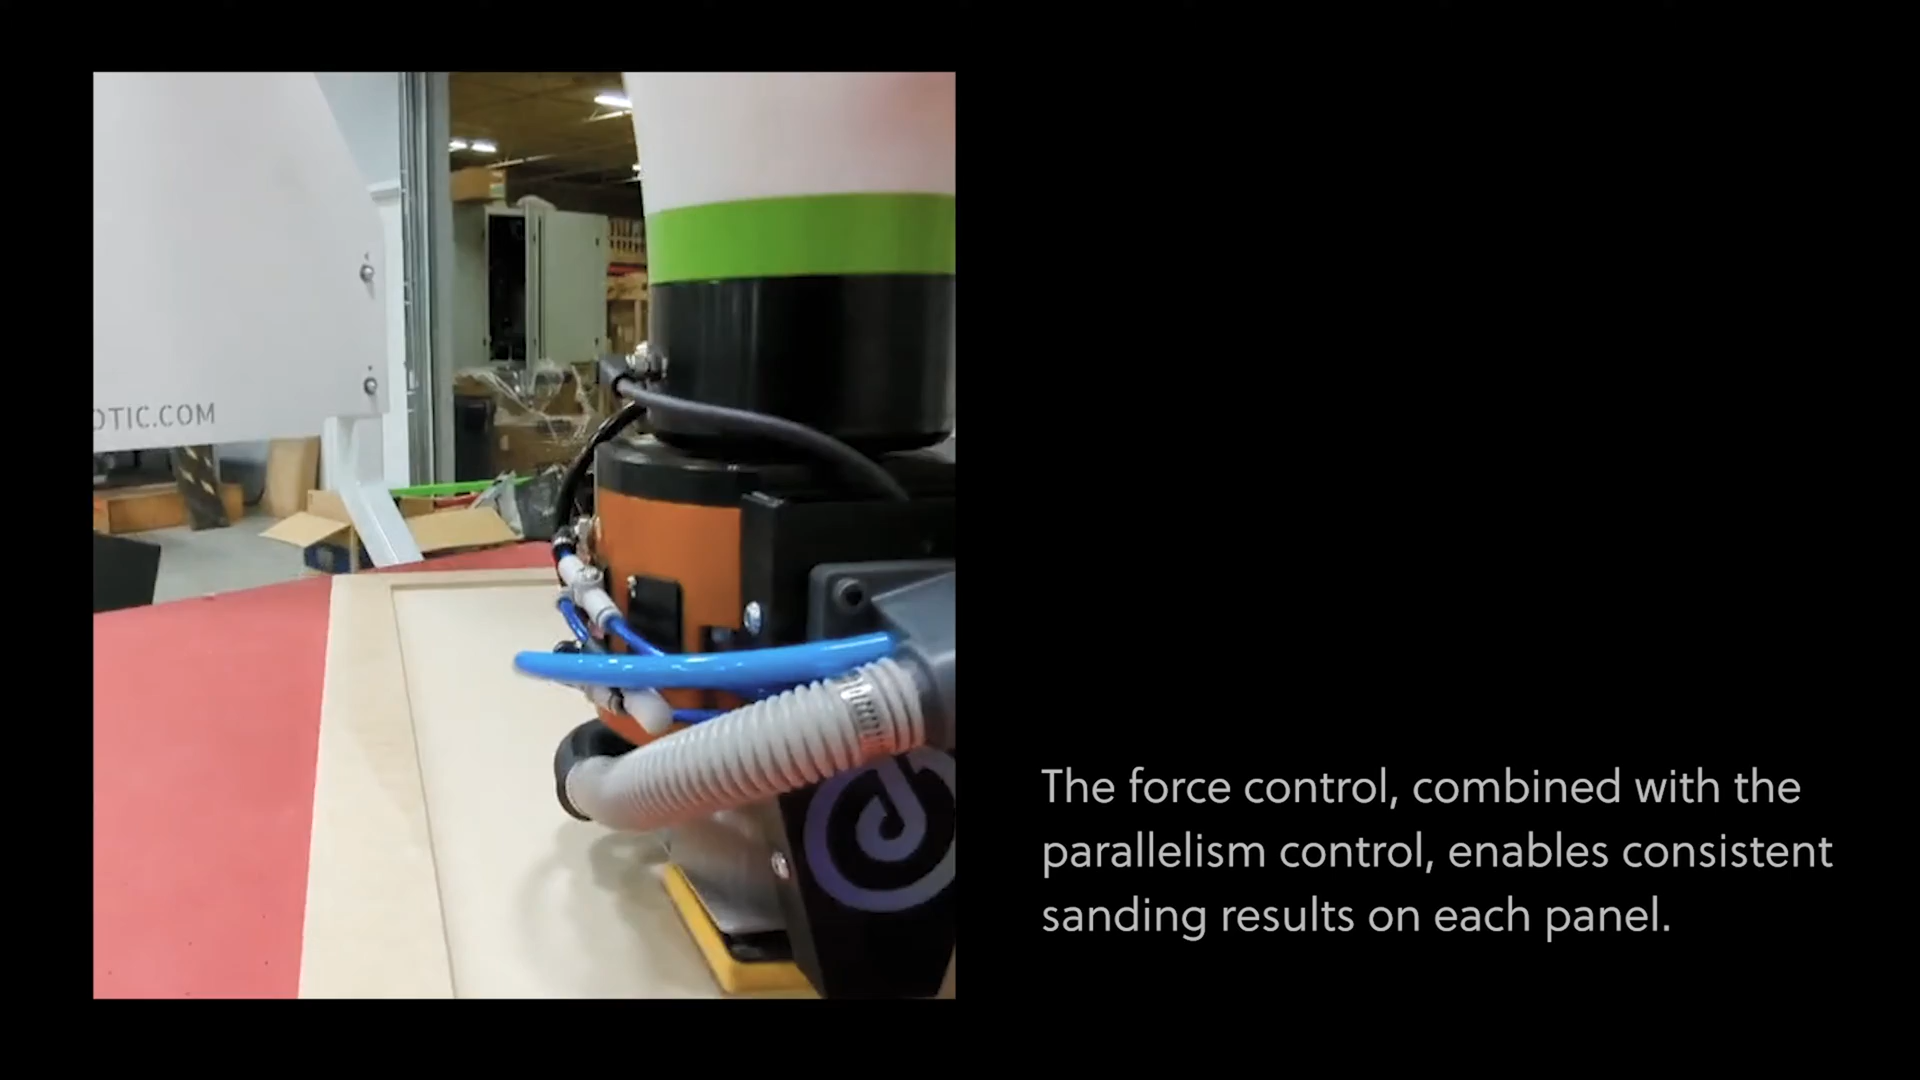 OTIC.COM
The force control, combined with the
parallelism control, enables consistent
sanding results on each panel.